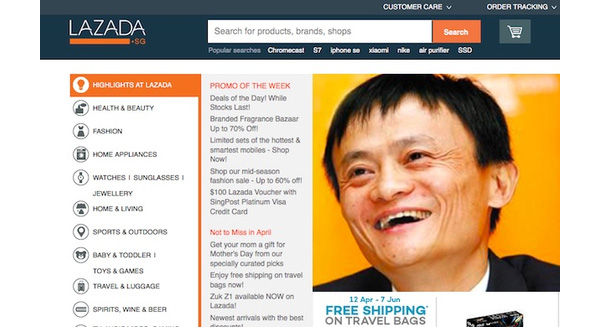 CUSTOMER CARE
ORDER TRACKING
LAZADA
.SG
Search for products, brands, shops
Search
Popular searches Chromecast S7 iphone se xiaomi nike air purifier SSD
HIGHLIGHTS AT LAZADA
HEALTH & BEAUTY
FASHION
HOME APPLIANCES
WATCHES | SUNGLASSES |
JEWELLERY
HOME & LIVING
SPORTS & OUTDOORS
BABY & TODDLER |
TOYS & GAMES
TRAVEL & LUGGAGE
SPIRITS, WINE & BEER
PROMO OF THE WEEK
Deals of the Day! While
Stocks Last!
Branded Fragrance Bazaar
Up to 70% Off!
Limited sets of the hottest &
smartest mobiles - Shop
Now!
Shop our mid-season
fashion sale - Up to 60% off!
$100 Lazada Voucher with
SingPost Platinum Visa
Credit Card
Not to Miss in April
Get your mom a gift for
Mother's Day from our
specially curated picks
Enjoy free shipping on travel
bags now!
Zuk Z1 available NOW on
Lazada!
Newest arrivals with the best
discounts!
12 Apr - 7 Jun
FREE SHIPPING*
ON TRAVEL BAGS